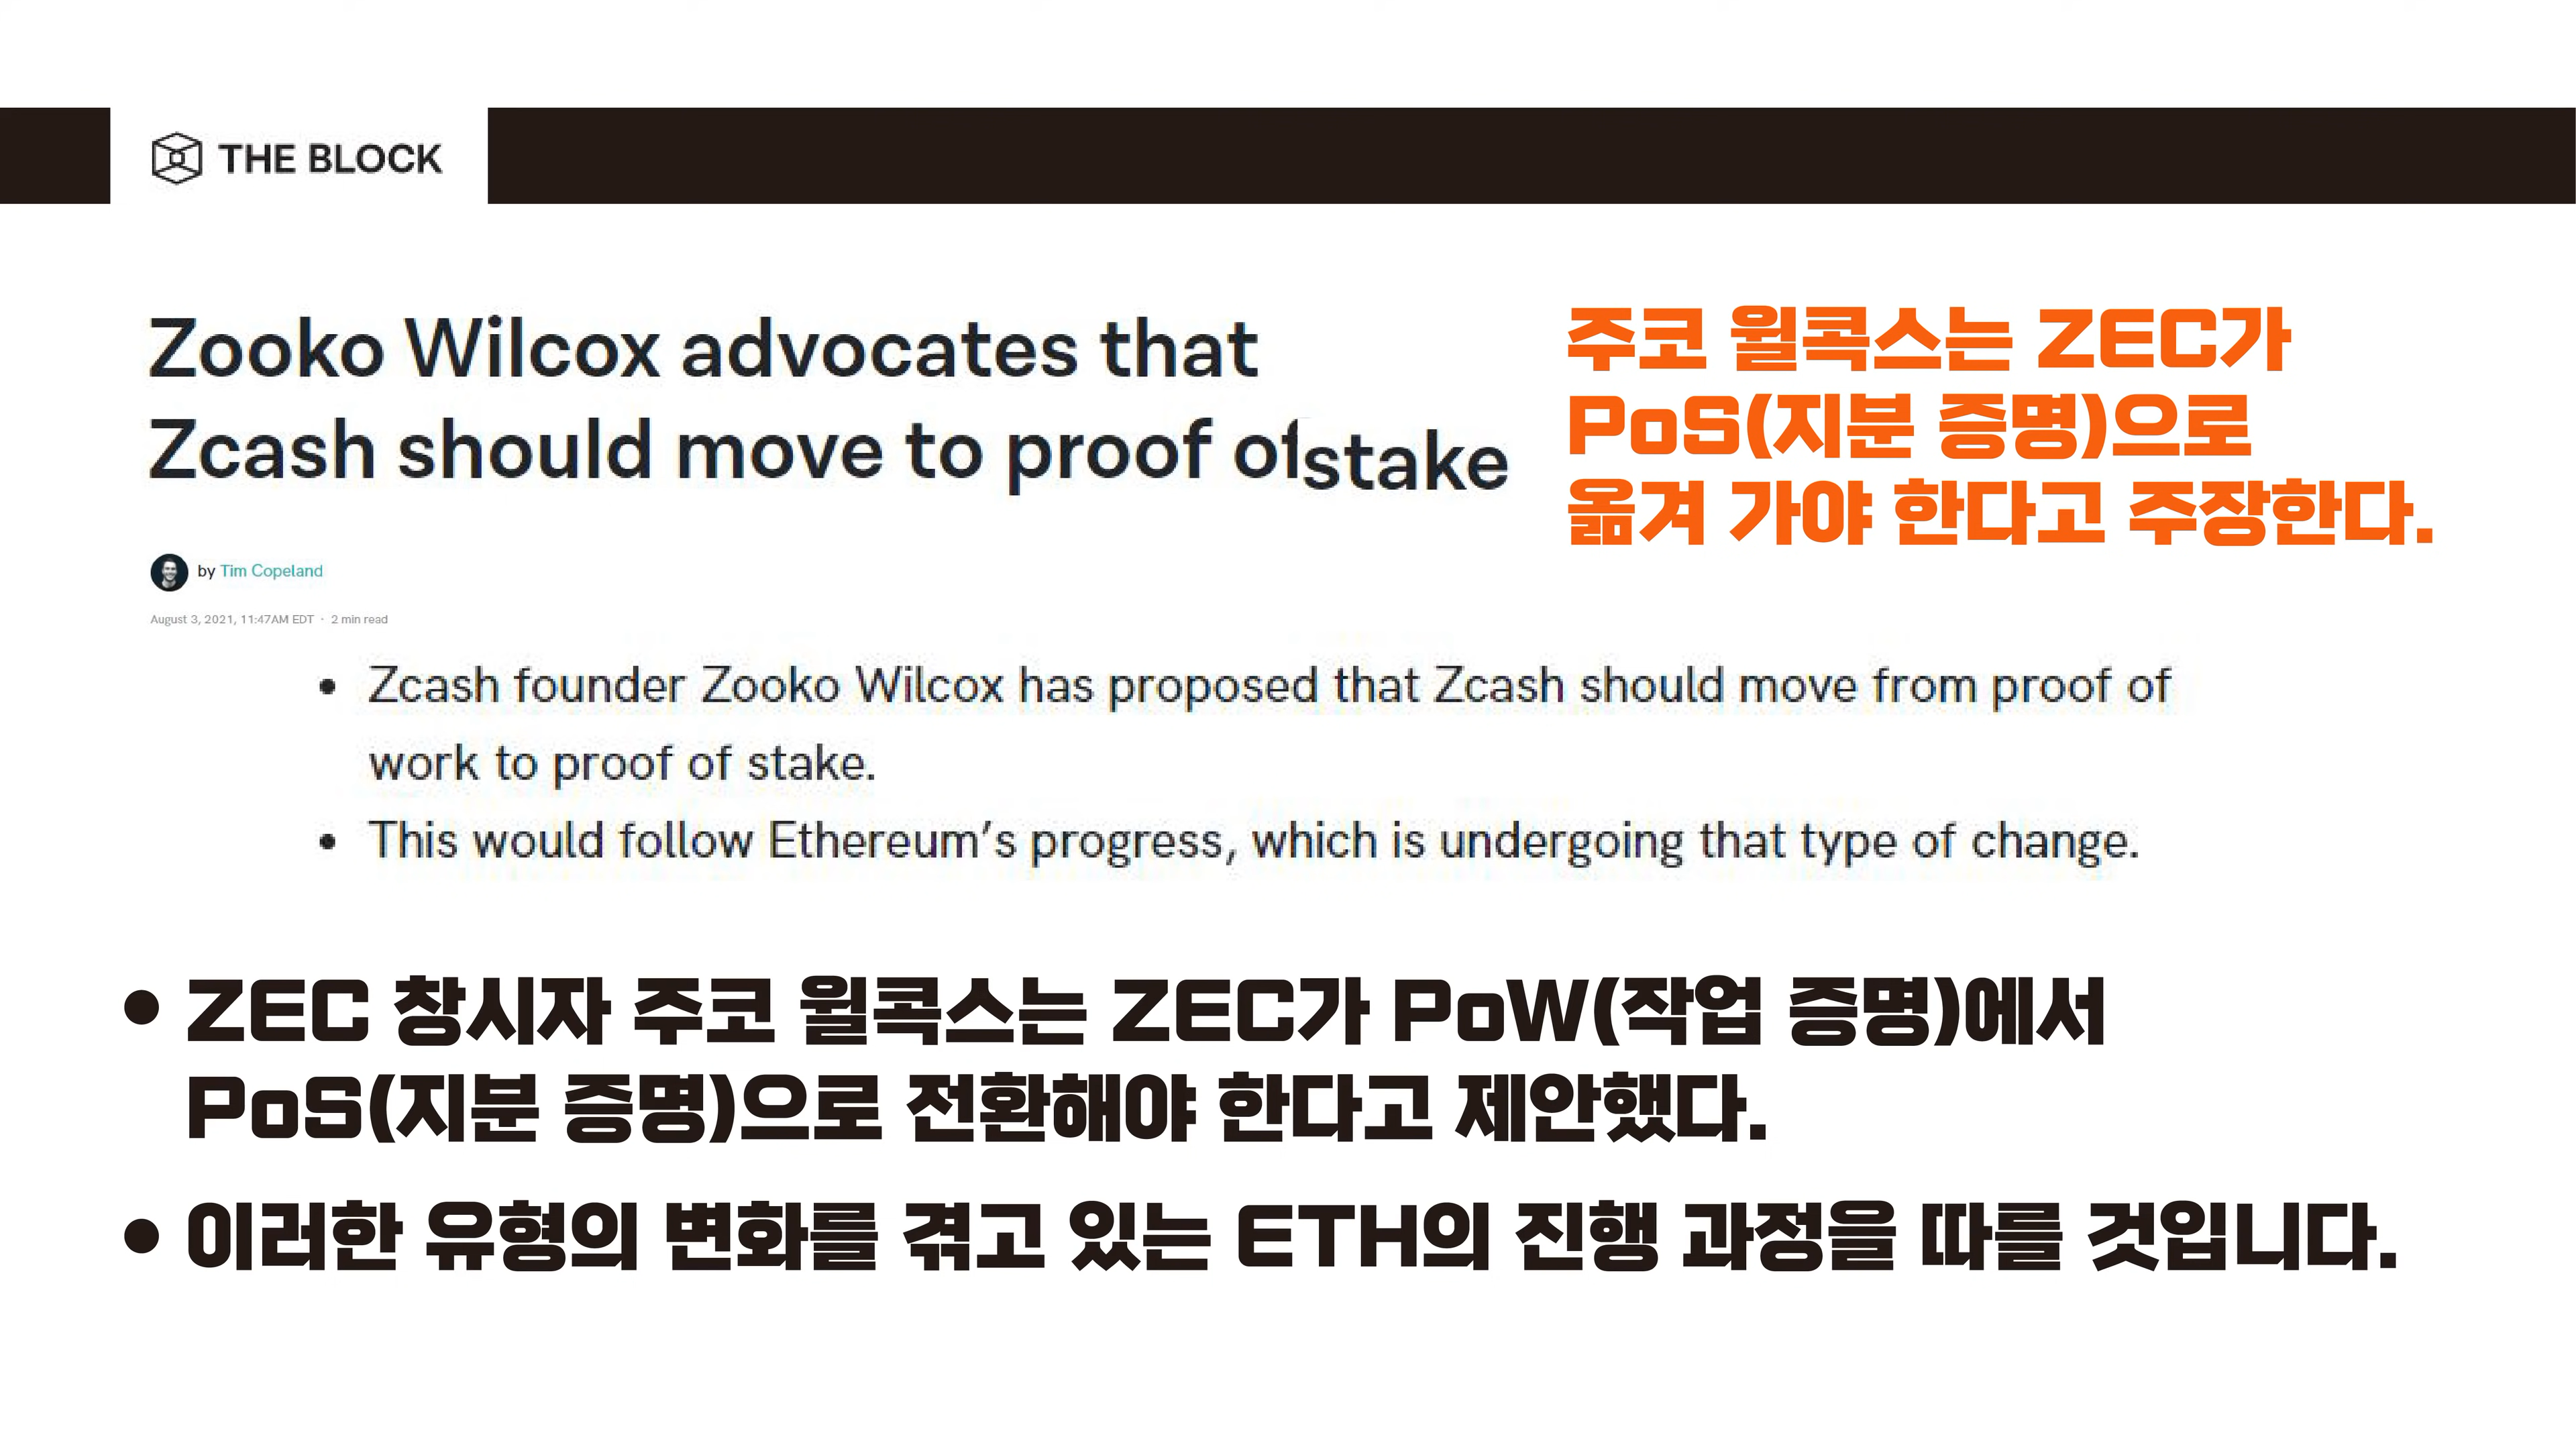 THE BLOCK
Zooko Wilcox advocates that
Zcash should move to proof of stake
주코 윌콕스는 ZEC가
PoS(지분 증명)으로
옮겨 가야 한다고 주장한다.
by Tim Copeland
August 3, 2021, 11:47AM EDT · 2 min read
• Zcash founder Zooko Wilcox has proposed that Zcash should move from proof of
work to proof of stake.
• This would follow Ethereum's progress, which is undergoing that type of change.
• ZEC 창시자 주코 윌콕스는 ZEC가 PoW(작업 증명)에서
PoS(지분 증명)으로 전환해야 한다고 제안했다.
• 이러한 유형의 변화를 겪고 있는 ETH의 진행 과정을 따를 것입니다.